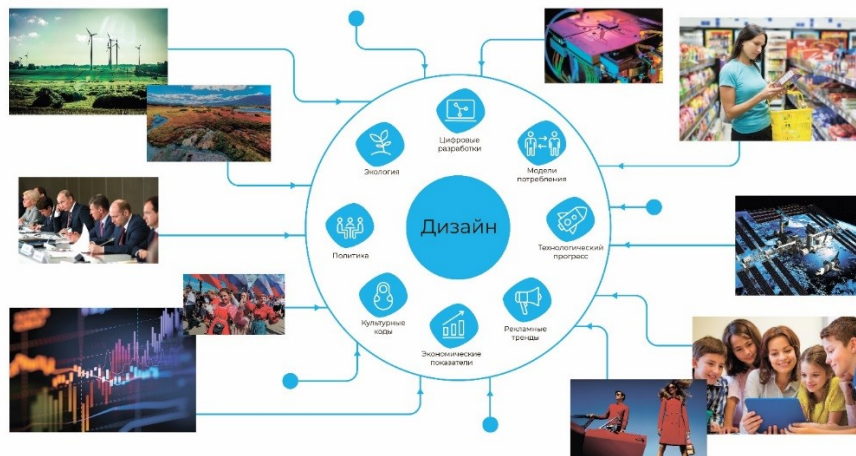 Цифровые
разработки
Экология
Модели
потребления
Дизайн
Политика
Технологический
прогресс
Культурные
коды
Рекламные
тренды
Экономические
показатели